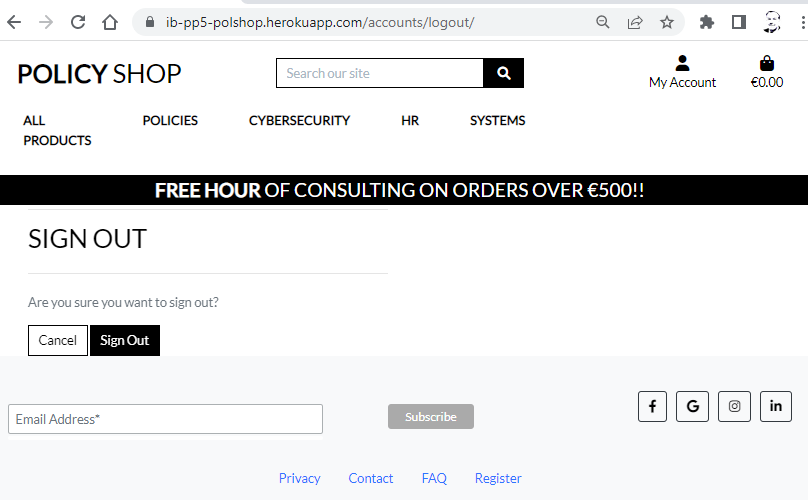 ib-pp5-polshop.herokuapp.com/accounts/logout/
POLICY SHOP
Search our site
My Account
€0.00
ALL PRODUCTS
POLICIES
CYBERSECURITY
HR
SYSTEMS
FREE HOUR OF CONSULTING ON ORDERS OVER €500!!
SIGN OUT
Are you sure you want to sign out?
Cancel
Sign Out
Email Address*
Subscribe
Privacy
Contact
FAQ
Register